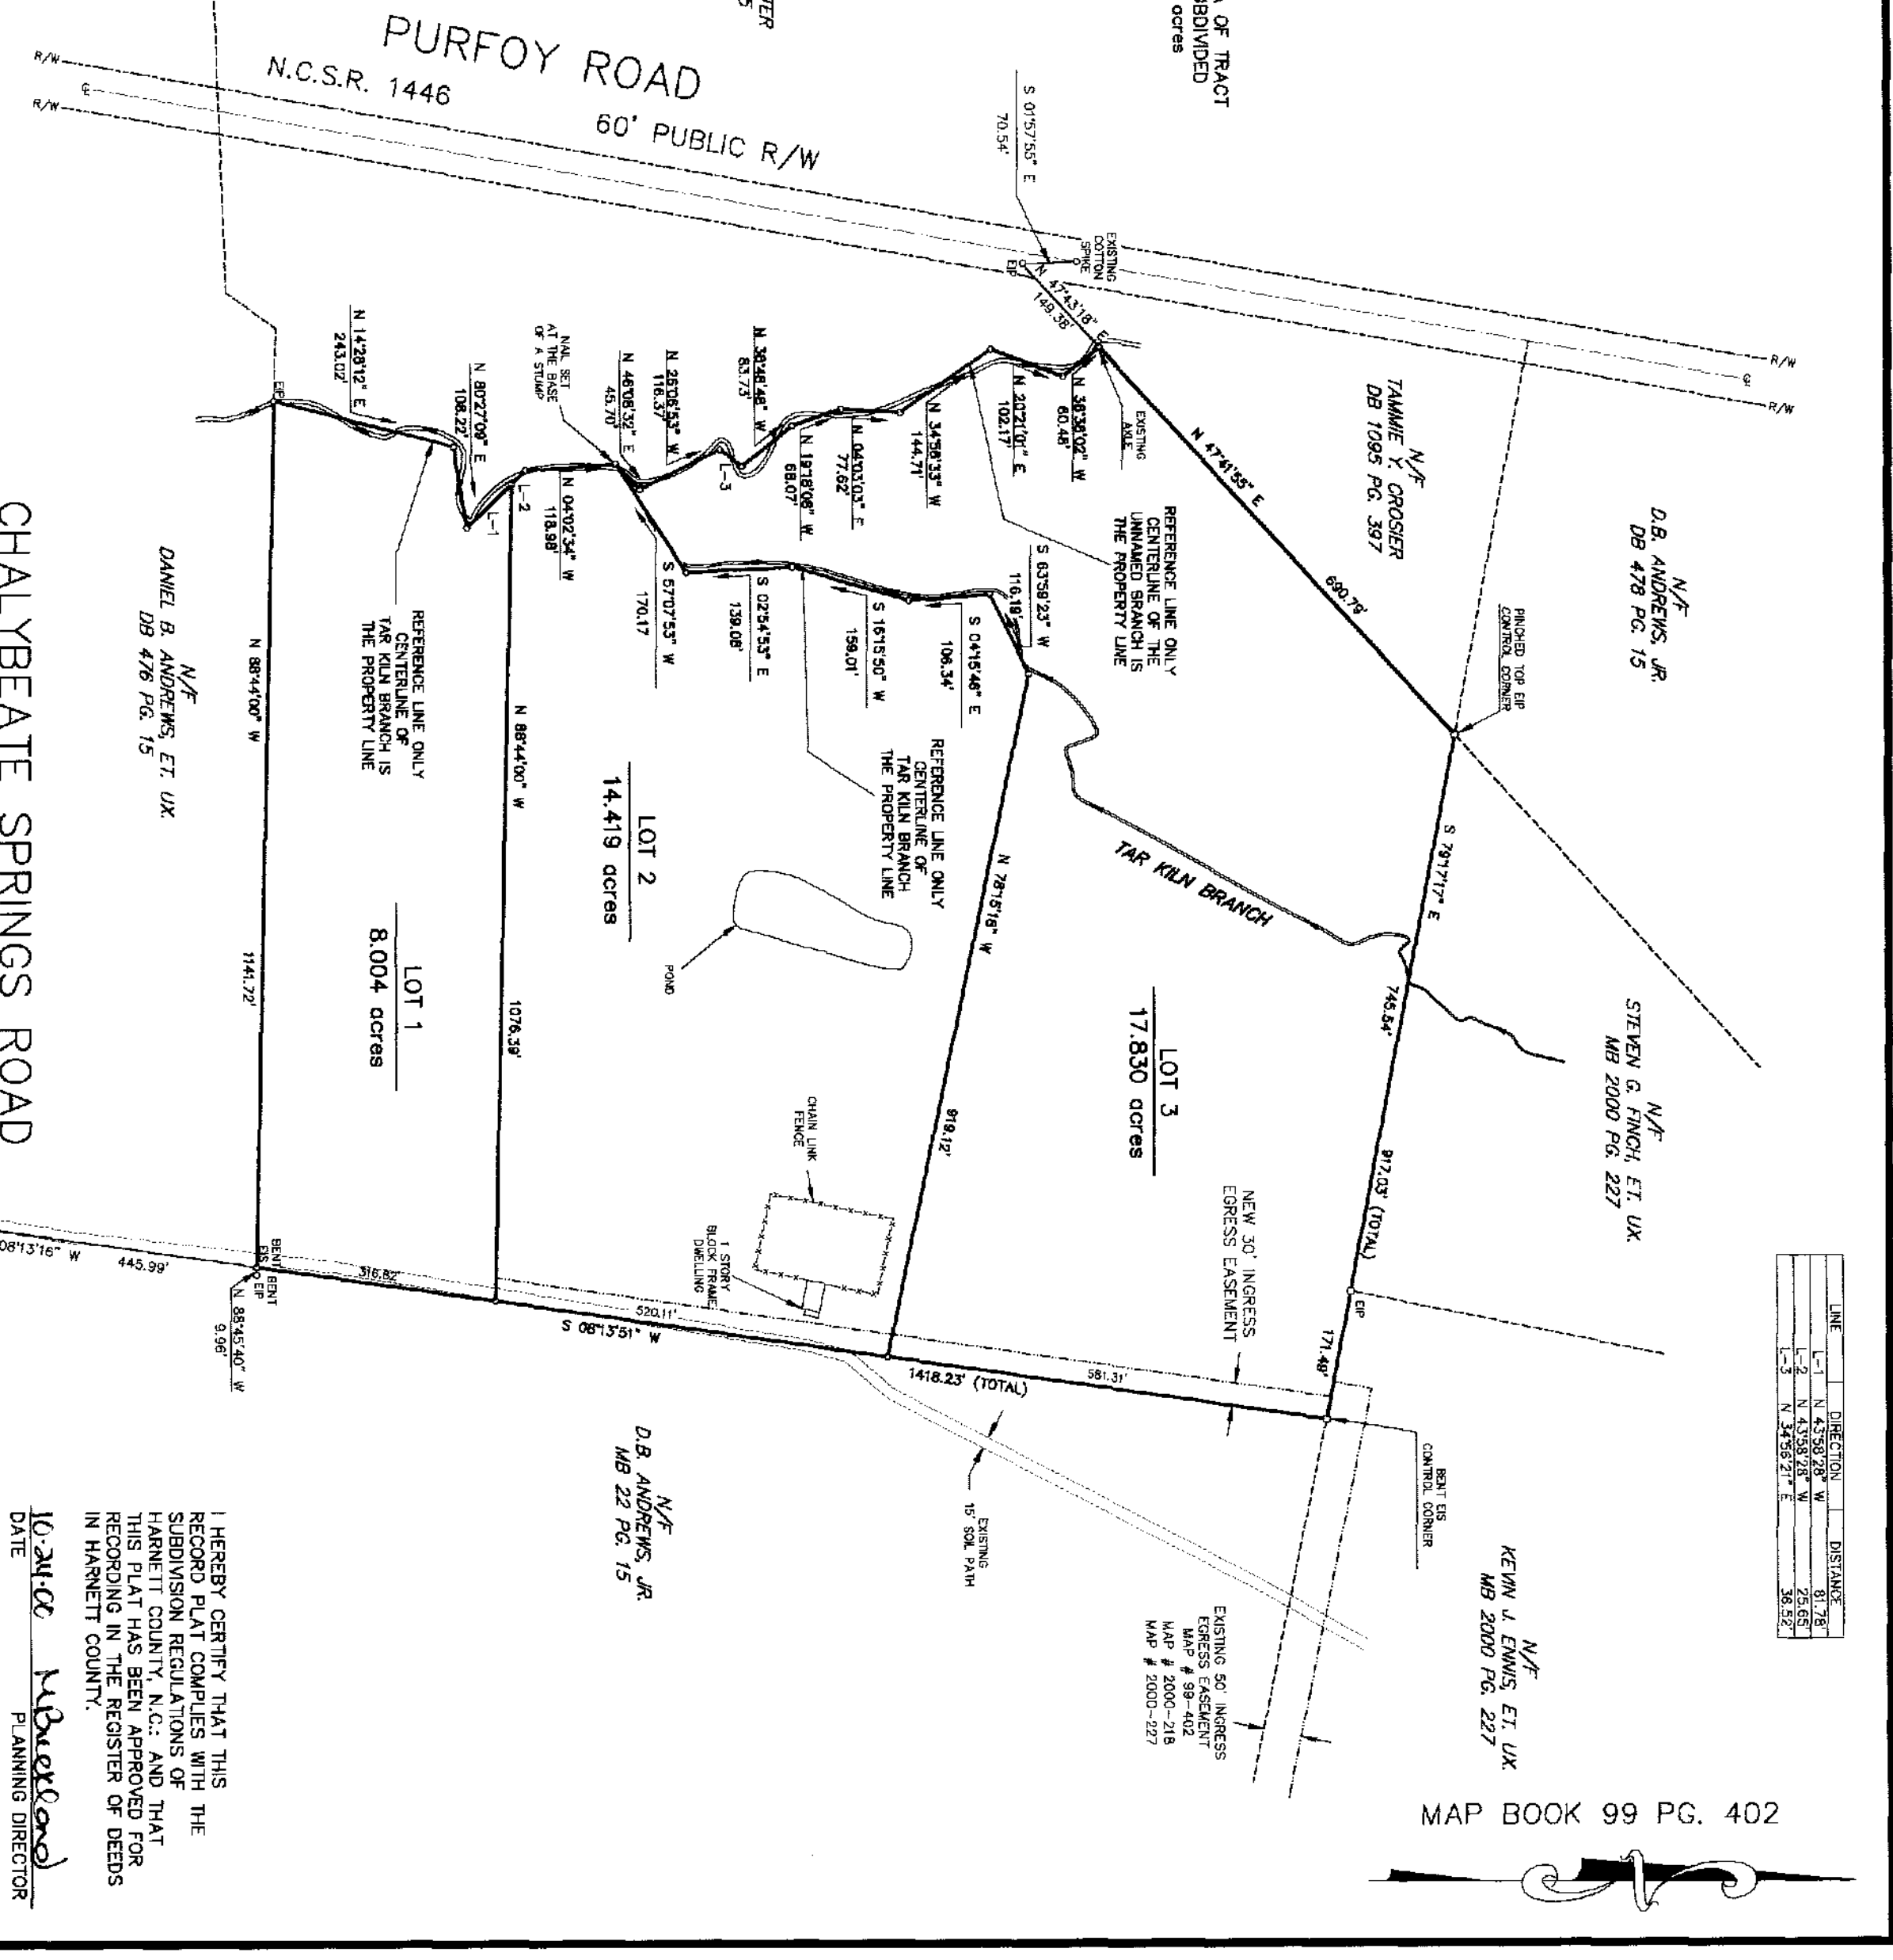 A OF TRACT
BDIVIDED
acres
TER
PURFOY ROAD
N.C.S.R. 1446
60' PUBLIC R/W
R/W
R/W
R/W
R/W
S 01°57'55" E
70.54'
EXISTING
COTTON
SPIKE
EIP
N 47°43'18" E
149.38'
EXISTING
AXLE
N 47°41'55" E
690.79'
N/F
TAMMIE Y. CROSIER
DB 1095 PG. 397
N/F
D.B. ANDREWS, JR.
DB 478 PG. 15
PINCHED TOP EIP
CONTROL CORNER
S 79°17'17" E
745.54'
917.03' (TOTAL)
171.49'
EIP
N/F
STEVEN G. FINCH, ET. UX.
MB 2000 PG. 227
LINE DIRECTION DISTANCE
L-1 N 43°58'28" W 81.78'
L-2 N 43°58'28" W 25.65'
L-3 N 34°56'21" E 36.52'
N/F
KEVIN J. ENNIS, ET. UX.
MB 2000 PG. 227
BENT EIS
CONTROL CORNER
EXISTING 50' INGRESS
EGRESS EASEMENT
MAP # 99-402
MAP # 2000-218
MAP # 2000-227
NEW 30' INGRESS
EGRESS EASEMENT
TAR KILN BRANCH
LOT 3
17.830 acres
N 36°36'02" W
60.48'
N 20°21'01" E
102.17'
N 34°58'33" W
144.71'
N 04°03'03" E
77.62'
N 19°18'08" W
68.07'
N 38°48'48" W
83.73'
L-3
N 26°06'53" W
116.37'
N 46°08'32" E
45.70'
NAIL SET
AT THE BASE
OF A STUMP
N 04°02'34" W
118.98'
L-2
L-1
N 80°27'09" E
108.22'
N 14°28'12" E
243.02'
EIP
REFERENCE LINE ONLY
CENTERLINE OF THE
UNNAMED BRANCH IS
THE PROPERTY LINE
S 63°59'23" W
116.19'
S 04°15'46" E
106.34'
S 16°15'50" W
159.01'
S 02°54'53" E
139.08'
S 57°07'53" W
170.17
REFERENCE LINE ONLY
CENTERLINE OF
TAR KILN BRANCH
THE PROPERTY LINE
N 78°15'16" W
919.12'
LOT 2
14.419 acres
POND
CHAIN LINK
FENCE
1 STORY
BLOCK FRAME
DWELLING
N 88°44'00" W
1076.39'
REFERENCE LINE ONLY
CENTERLINE OF
TAR KILN BRANCH IS
THE PROPERTY LINE
LOT 1
8.004 acres
N 88°44'00" W
1141.72'
N/F
DANIEL B. ANDREWS, ET. UX.
DB 476 PG. 15
S 08°13'51" W
1418.23' (TOTAL)
581.31'
520.11'
316.82'
EXISTING
15' SOIL PATH
N/F
D.B. ANDREWS, JR.
MB 22 PG. 15
BENT
EIS
BENT
EIP
N 88°45'40" W
9.96'
08°13'16" W
445.99'
CHALYBEATE SPRINGS ROAD
MAP BOOK 99 PG. 402
I HEREBY CERTIFY THAT THIS
RECORD PLAT COMPLIES WITH THE
SUBDIVISION REGULATIONS OF
HARNETT COUNTY, N.C.: AND THAT
THIS PLAT HAS BEEN APPROVED FOR
RECORDING IN THE REGISTER OF DEEDS
IN HARNETT COUNTY.
10-24-00
DATE PLANNING DIRECTOR